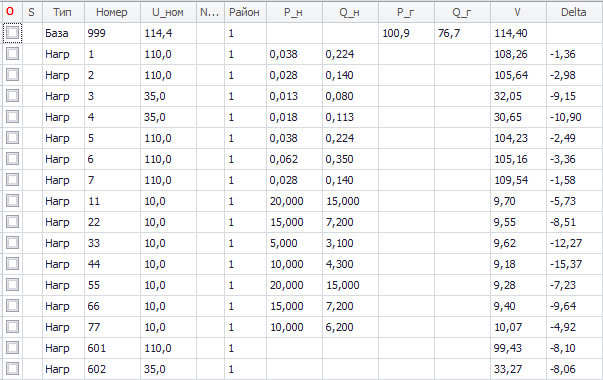 O S Тип Номер U_ном N... Район P_н Q_н P_г Q_г V Delta
База 999 114,4 1 100,9 76,7 114,40
Нагр 1 110,0 1 0,038 0,224 108,26 -1,36
Нагр 2 110,0 1 0,028 0,140 105,64 -2,98
Нагр 3 35,0 1 0,013 0,080 32,05 -9,15
Нагр 4 35,0 1 0,018 0,113 30,65 -10,90
Нагр 5 110,0 1 0,038 0,224 104,23 -2,49
Нагр 6 110,0 1 0,062 0,350 105,16 -3,36
Нагр 7 110,0 1 0,028 0,140 109,54 -1,58
Нагр 11 10,0 1 20,000 15,000 9,70 -5,73
Нагр 22 10,0 1 15,000 7,200 9,55 -8,51
Нагр 33 10,0 1 5,000 3,100 9,62 -12,27
Нагр 44 10,0 1 10,000 4,300 9,18 -15,37
Нагр 55 10,0 1 20,000 15,000 9,28 -7,23
Нагр 66 10,0 1 15,000 7,200 9,40 -9,64
Нагр 77 10,0 1 10,000 6,200 10,07 -4,92
Нагр 601 110,0 1 99,43 -8,10
Нагр 602 35,0 1 33,27 -8,06